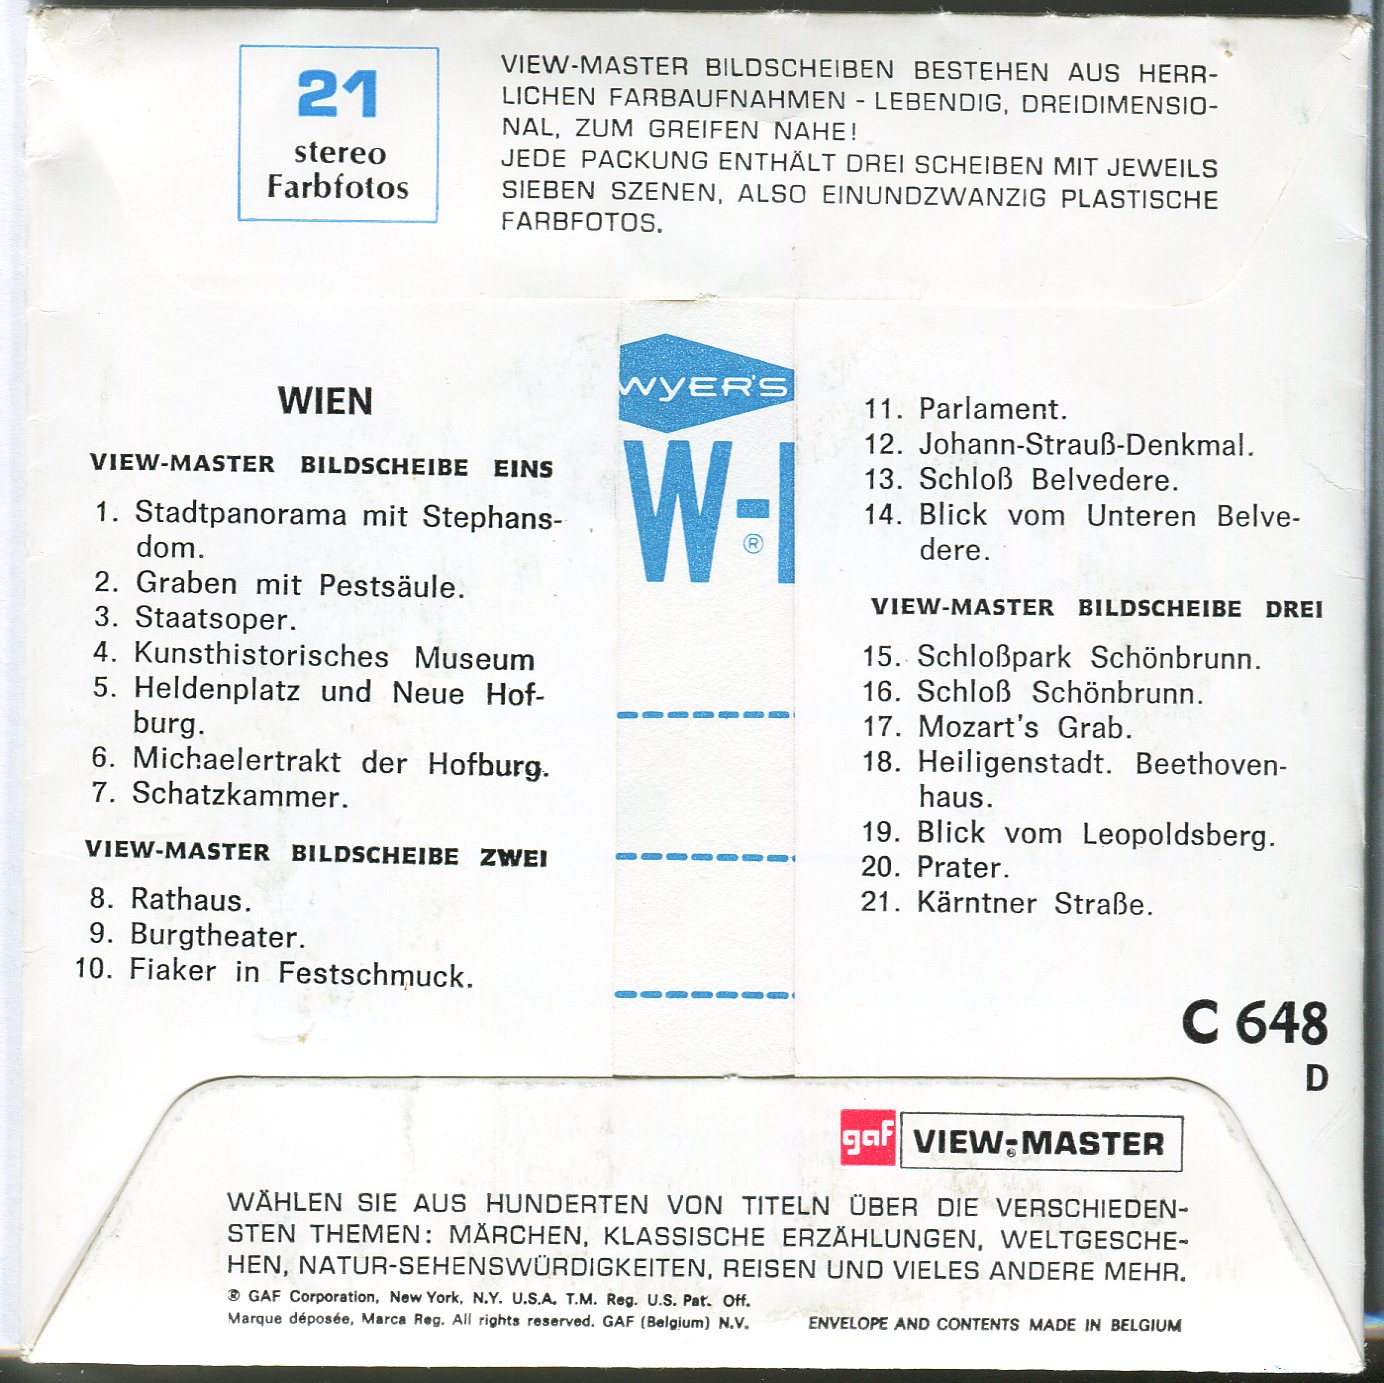 21
stereo
Farbfotos
VIEW-MASTER BILDSCHEIBEN BESTEHEN AUS HERR-
LICHEN FARBAUFNAHMEN - LEBENDIG, DREIDIMENSIO-
NAL, ZUM GREIFEN NAHE!
JEDE PACKUNG ENTHÄLT DREI SCHEIBEN MIT JEWEILS
SIEBEN SZENEN, ALSO EINUNDZWANZIG PLASTISCHE
FARBFOTOS.
WIEN
VIEW-MASTER BILDSCHEIBE EINS
1. Stadtpanorama mit Stephans-
dom.
2. Graben mit Pestsäule.
3. Staatsoper.
4. Kunsthistorisches Museum
5. Heldenplatz und Neue Hof-
burg.
6. Michaelertrakt der Hofburg.
7. Schatzkammer.
VIEW-MASTER BILDSCHEIBE ZWEI
8. Rathaus.
9. Burgtheater.
10. Fiaker in Festschmuck.
WYER'S
W-
®
11. Parlament.
12. Johann-Strauß-Denkmal.
13. Schloß Belvedere.
14. Blick vom Unteren Belve-
dere.
VIEW-MASTER BILDSCHEIBE DREI
15. Schloßpark Schönbrunn.
16. Schloß Schönbrunn.
17. Mozart's Grab.
18. Heiligenstadt. Beethoven-
haus.
19. Blick vom Leopoldsberg.
20. Prater.
21. Kärntner Straße.
C 648
D
gaf VIEW-MASTER ®
WÄHLEN SIE AUS HUNDERTEN VON TITELN ÜBER DIE VERSCHIEDEN-
STEN THEMEN: MÄRCHEN, KLASSISCHE ERZÄHLUNGEN, WELTGESCHE-
HEN, NATUR-SEHENSWÜRDIGKEITEN, REISEN UND VIELES ANDERE MEHR.
® GAF Corporation, New York, N.Y. U.S.A. T.M. Reg. U.S. Pat. Off.
Marque déposée, Marca Reg. All rights reserved. GAF (Belgium) N.V.
ENVELOPE AND CONTENTS MADE IN BELGIUM